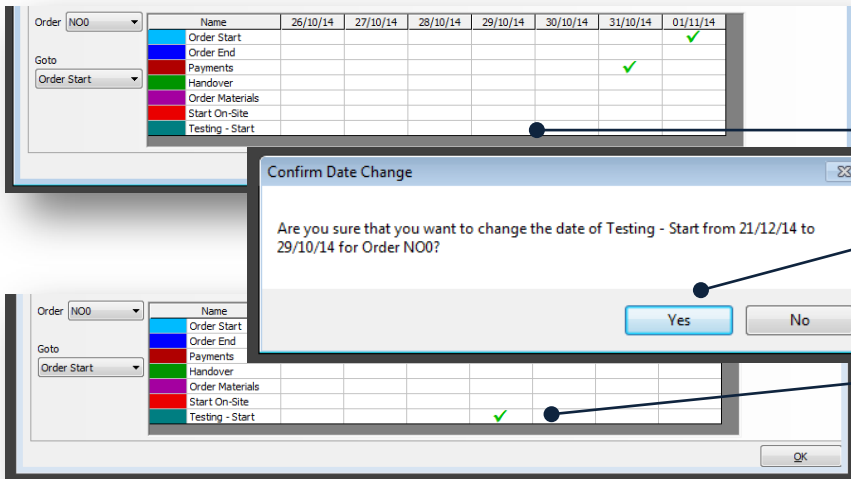 Order NO0
Name 26/10/14 27/10/14 28/10/14 29/10/14 30/10/14 31/10/14 01/11/14
Order Start
Order End
Goto
Payments
Order Start
Handover
Order Materials
Start On-Site
Testing - Start
Confirm Date Change
Are you sure that you want to change the date of Testing - Start from 21/12/14 to
29/10/14 for Order NO0?
Yes No
Order NO0
Name
Order Start
Order End
Goto
Payments
Order Start
Handover
Order Materials
Start On-Site
Testing - Start
OK